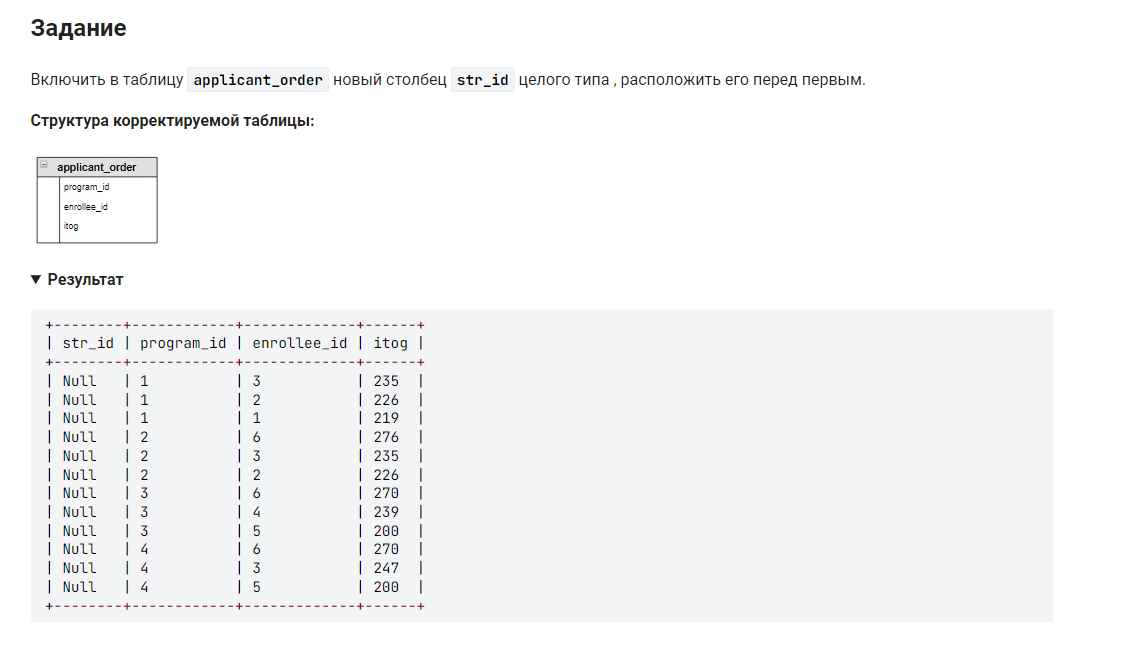 Задание
Включить в таблицу applicant_order новый столбец str_id целого типа , расположить его перед первым.
Структура корректируемой таблицы:
applicant_order
program_id
enrollee_id
itog
▼ Результат
+--------+------------+-------------+------+
| str_id | program_id | enrollee_id | itog |
+--------+------------+-------------+------+
| Null   | 1          | 3           | 235  |
| Null   | 1          | 2           | 226  |
| Null   | 1          | 1           | 219  |
| Null   | 2          | 6           | 276  |
| Null   | 2          | 3           | 235  |
| Null   | 2          | 2           | 226  |
| Null   | 3          | 6           | 270  |
| Null   | 3          | 4           | 239  |
| Null   | 3          | 5           | 200  |
| Null   | 4          | 6           | 270  |
| Null   | 4          | 3           | 247  |
| Null   | 4          | 5           | 200  |
+--------+------------+-------------+------+